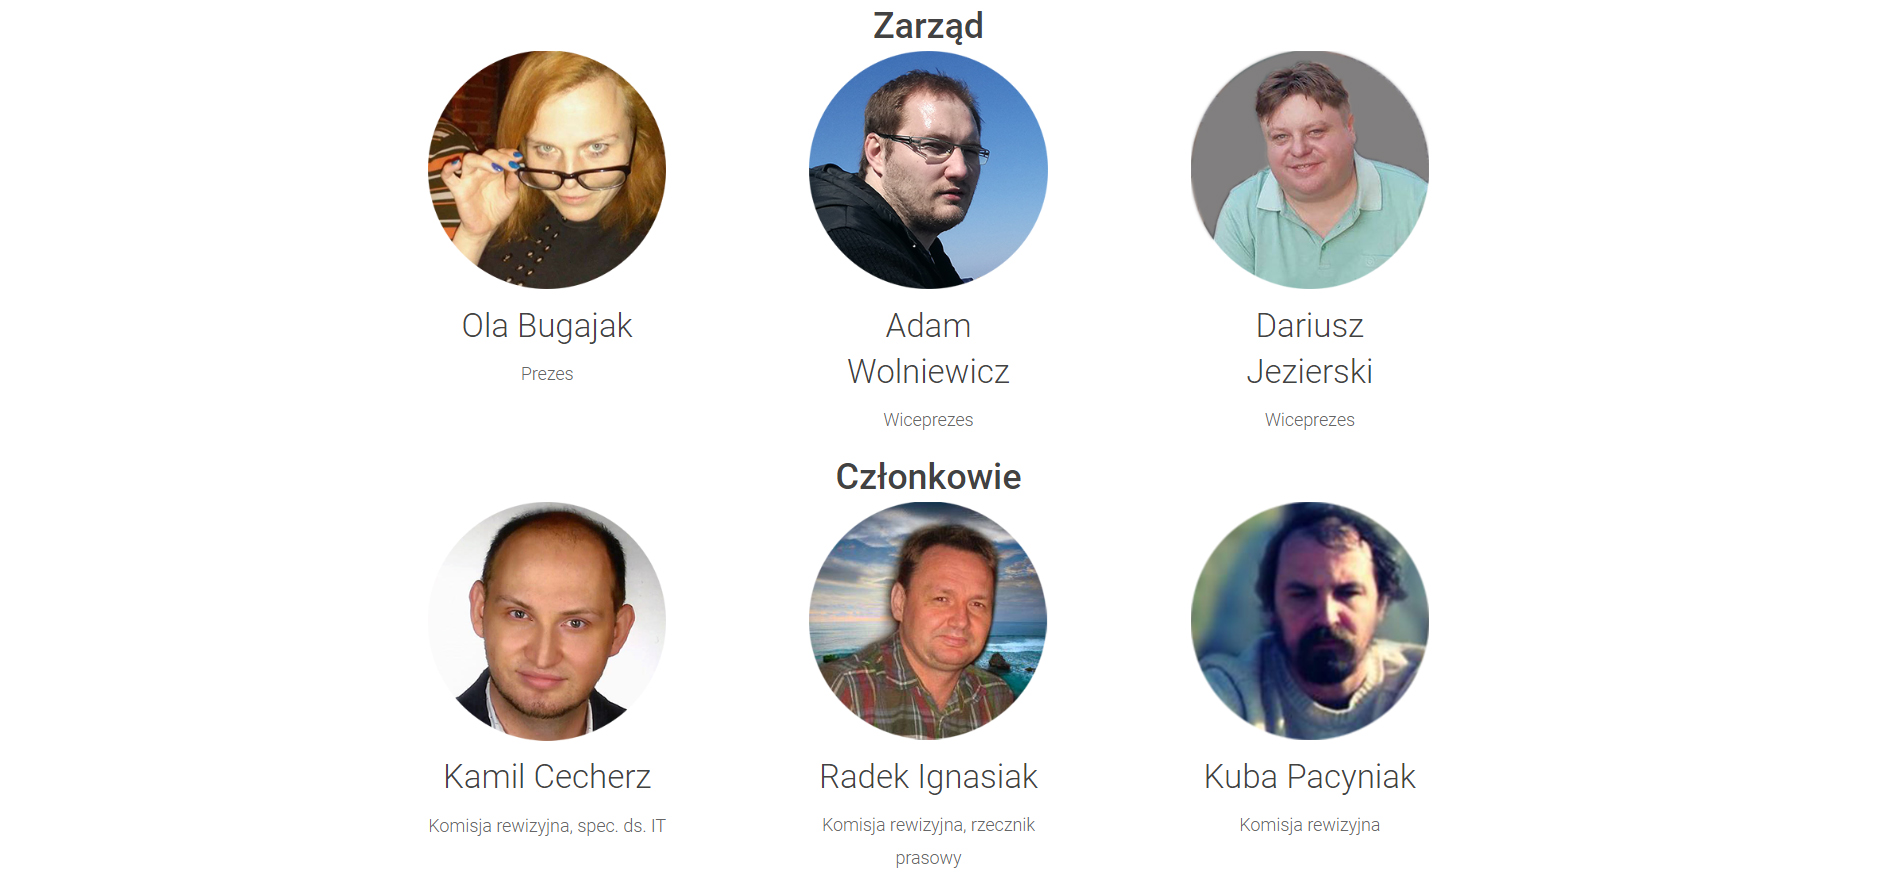 Zarząd
Ola Bugajak
Prezes
Adam
Wolniewicz
Wiceprezes
Dariusz
Jezierski
Wiceprezes
Członkowie
Kamil Cecherz
Komisja rewizyjna, spec. ds. IT
Radek Ignasiak
Komisja rewizyjna, rzecznik
prasowy
Kuba Pacyniak
Komisja rewizyjna